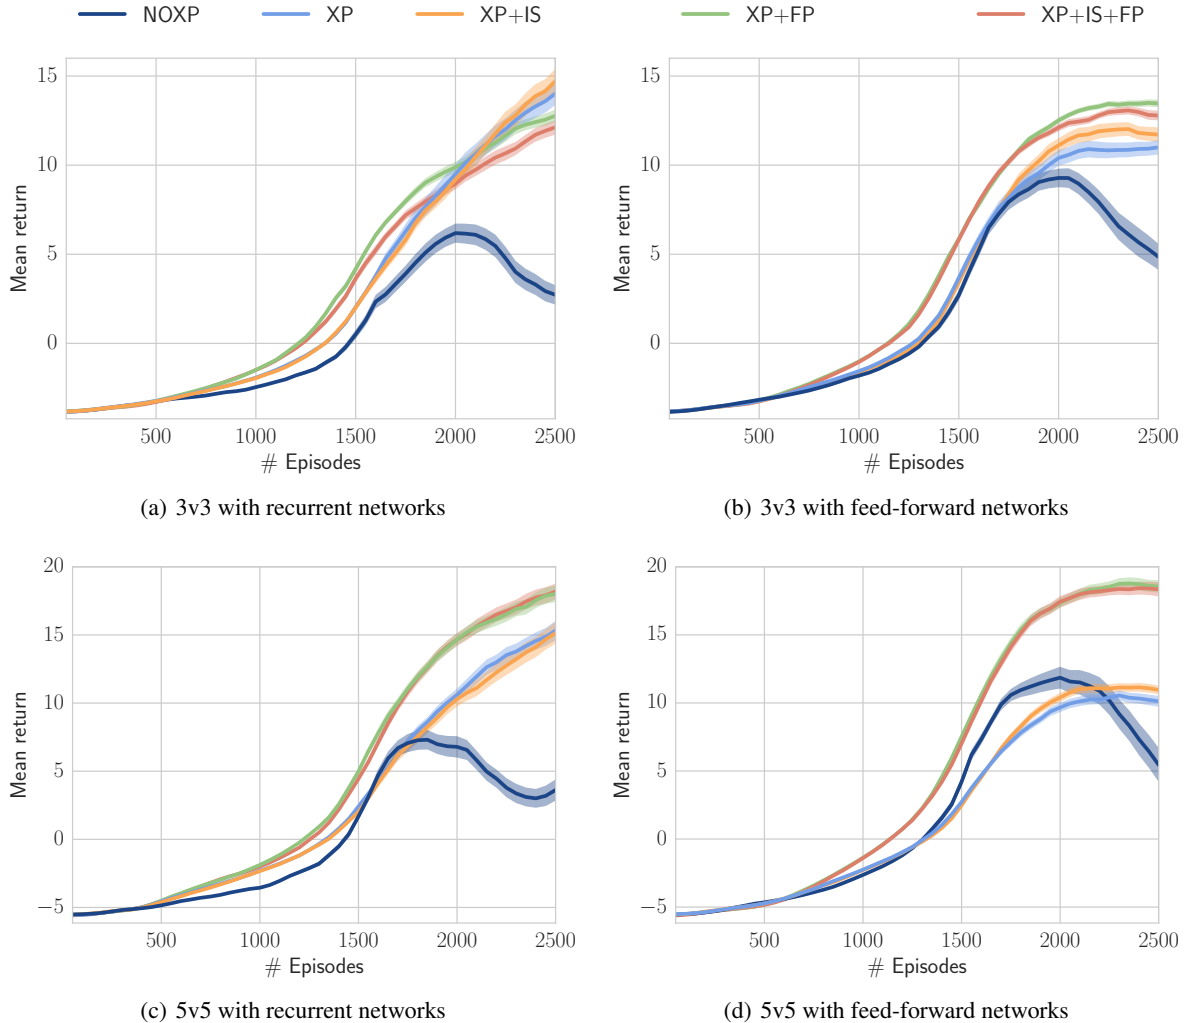 NOXP XP XP+IS XP+FP XP+IS+FP
15
10
5
0
Mean return
500 1000 1500 2000 2500
# Episodes
(a) 3v3 with recurrent networks
15
10
5
0
Mean return
500 1000 1500 2000 2500
# Episodes
(b) 3v3 with feed-forward networks
20
15
10
5
0
−5
Mean return
500 1000 1500 2000 2500
# Episodes
(c) 5v5 with recurrent networks
20
15
10
5
0
−5
Mean return
500 1000 1500 2000 2500
# Episodes
(d) 5v5 with feed-forward networks